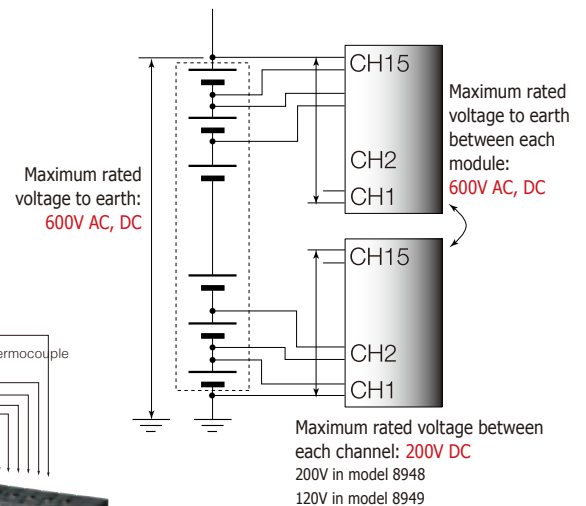 CH15
CH2
CH1
Maximum rated
voltage to earth
between each
module:
600V AC, DC
Maximum rated
voltage to earth:
600V AC, DC
CH15
CH2
CH1
Maximum rated voltage between
each channel: 200V DC
200V in model 8948
120V in model 8949